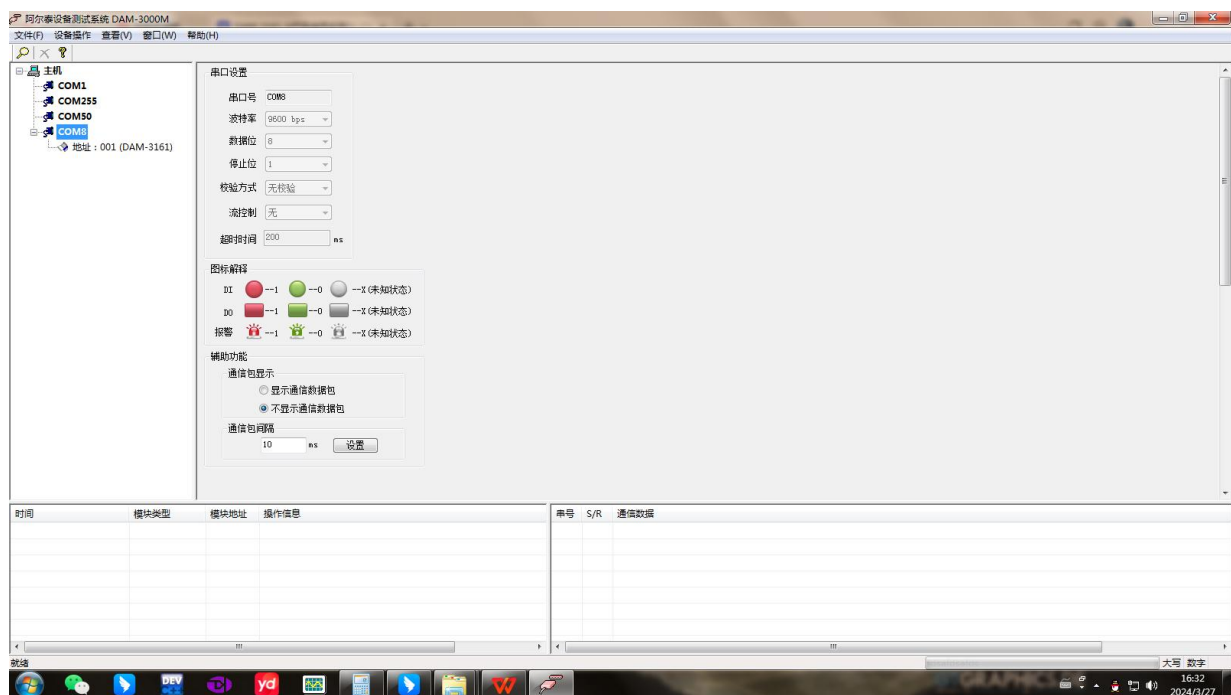 阿尔泰设备测试系统 DAM-3000M
文件(F) 设备操作 查看(V) 窗口(W) 帮助(H)
主机
COM1
COM255
COM50
COM8
地址：001 (DAM-3161)
串口设置
串口号 COM8
波特率 9600 bps
数据位 8
停止位 1
校验方式 无校验
流控制 无
超时时间 200 ms
图标解释
DI --1 --0 --X(未知状态)
DO --1 --0 --X(未知状态)
报警 --1 --0 --X(未知状态)
辅助功能
通信包显示
显示通信数据包
不显示通信数据包
通信包间隔
10 ms 设置
时间 模块类型 模块地址 操作信息
串号 S/R 通信数据
就绪
大写 数字
DEV
yd
16:32
2024/3/27